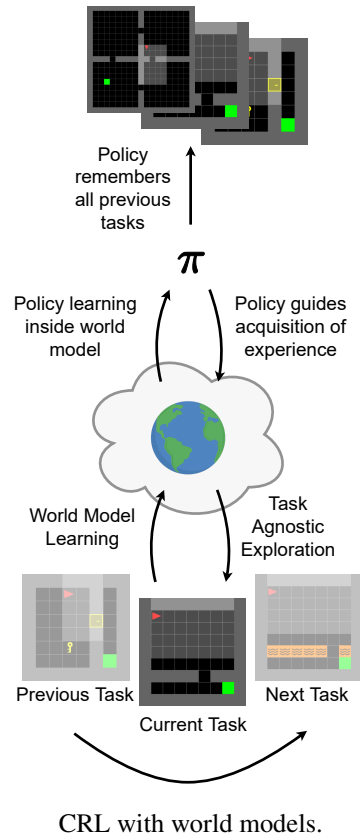 Policy
remembers
all previous
tasks
π
Policy learning
inside world
model
Policy guides
acquisition of
experience
World Model
Learning
Task
Agnostic
Exploration
Previous Task
Current Task
Next Task
CRL with world models.